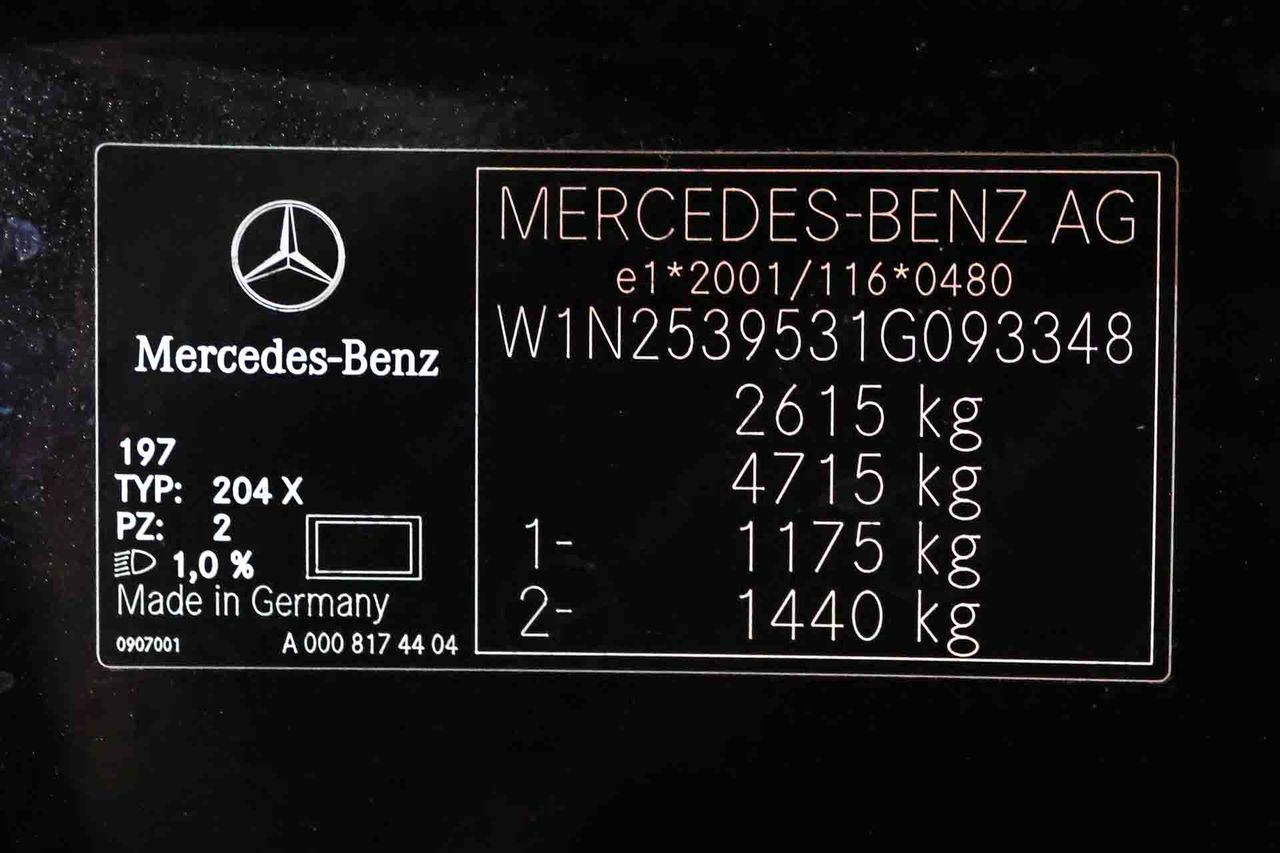 Mercedes-Benz
197
TYP: 204 X
PZ: 2
1,0 %
Made in Germany
0907001 A 000 817 44 04
MERCEDES-BENZ AG
e1*2001/116*0480
W1N2539531G093348
2615 kg
4715 kg
1- 1175 kg
2- 1440 kg